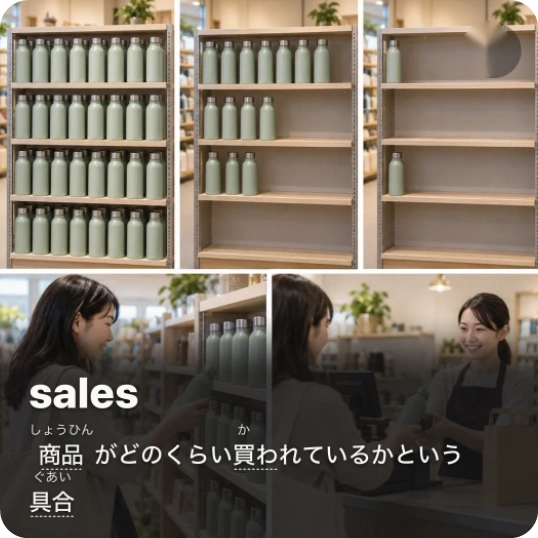 sales
しょうひん か
商品 がどのくらい買われているかという
ぐあい
具合